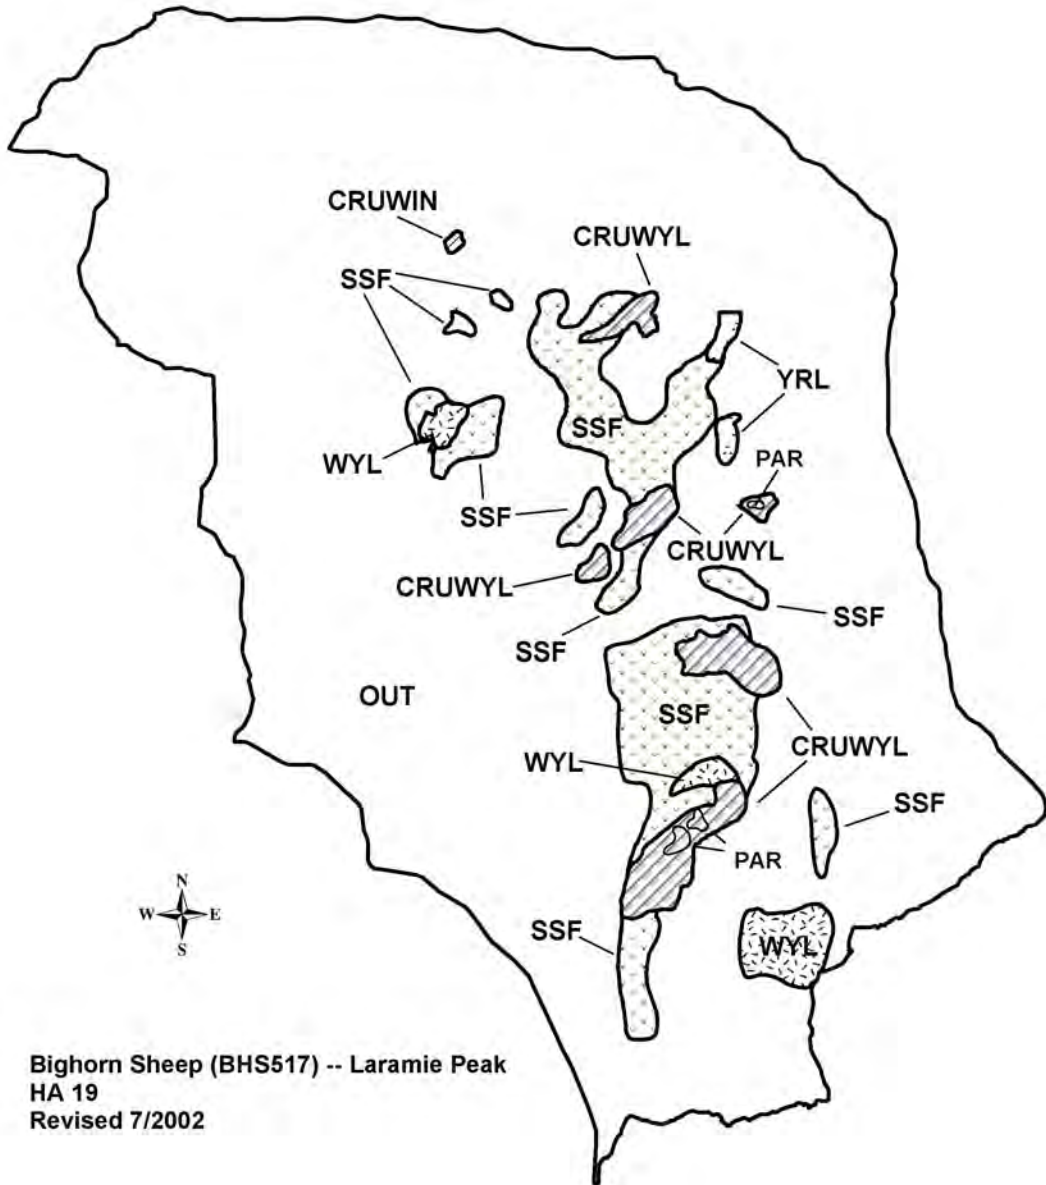 CRUWIN
CRUWYL
SSF
YRL
SSF
PAR
WYL
SSF
CRUWYL
CRUWYL
SSF
SSF
OUT
SSF
CRUWYL
WYL
SSF
PAR
N
W E
S
SSF
WYL
Bighorn Sheep (BHS517) -- Laramie Peak
HA 19
Revised 7/2002